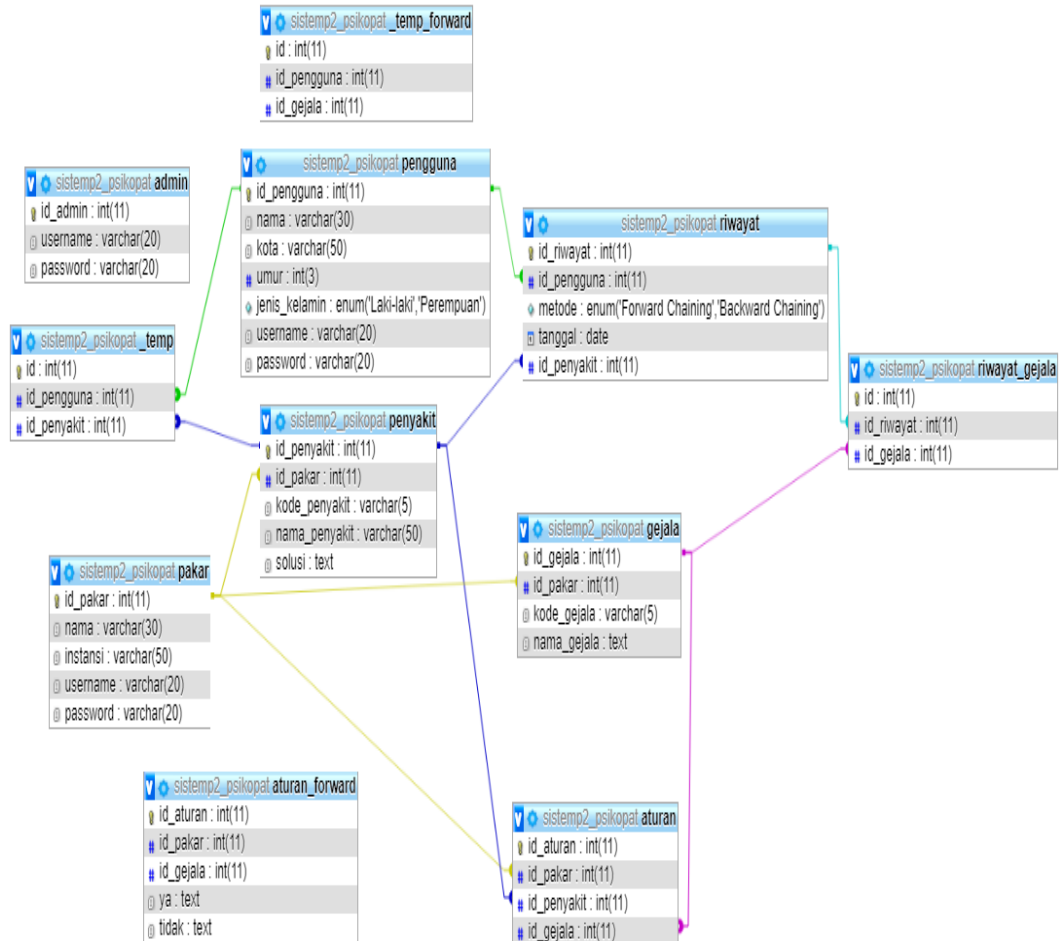 sistemp2_psikopat _temp_forward
id : int(11)
id_pengguna : int(11)
id_gejala : int(11)
sistemp2_psikopat admin
id_admin : int(11)
username : varchar(20)
password : varchar(20)
sistemp2_psikopat pengguna
id_pengguna : int(11)
nama : varchar(30)
kota : varchar(50)
umur : int(3)
jenis_kelamin : enum('Laki-laki','Perempuan')
username : varchar(20)
password : varchar(20)
sistemp2_psikopat riwayat
id_riwayat : int(11)
id_pengguna : int(11)
metode : enum('Forward Chaining','Backward Chaining')
tanggal : date
id_penyakit : int(11)
sistemp2_psikopat _temp
id : int(11)
id_pengguna : int(11)
id_penyakit : int(11)
sistemp2_psikopat riwayat_gejala
id : int(11)
id_riwayat : int(11)
id_gejala : int(11)
sistemp2_psikopat penyakit
id_penyakit : int(11)
id_pakar : int(11)
kode_penyakit : varchar(5)
nama_penyakit : varchar(50)
solusi : text
sistemp2_psikopat gejala
id_gejala : int(11)
id_pakar : int(11)
kode_gejala : varchar(5)
nama_gejala : text
sistemp2_psikopat pakar
id_pakar : int(11)
nama : varchar(30)
instansi : varchar(50)
username : varchar(20)
password : varchar(20)
sistemp2_psikopat aturan_forward
id_aturan : int(11)
id_pakar : int(11)
id_gejala : int(11)
ya : text
tidak : text
sistemp2_psikopat aturan
id_aturan : int(11)
id_pakar : int(11)
id_penyakit : int(11)
id_gejala : int(11)